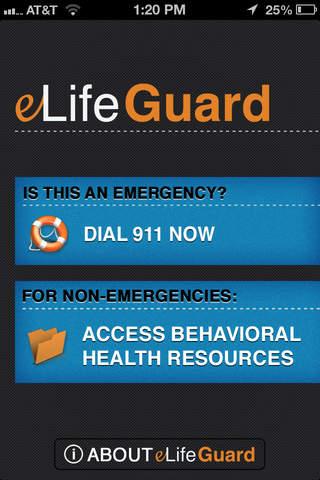 AT&T 1:20 PM 25%
eLifeGuard
IS THIS AN EMERGENCY?
DIAL 911 NOW
FOR NON-EMERGENCIES:
ACCESS BEHAVIORAL
HEALTH RESOURCES
i ABOUT eLifeGuard